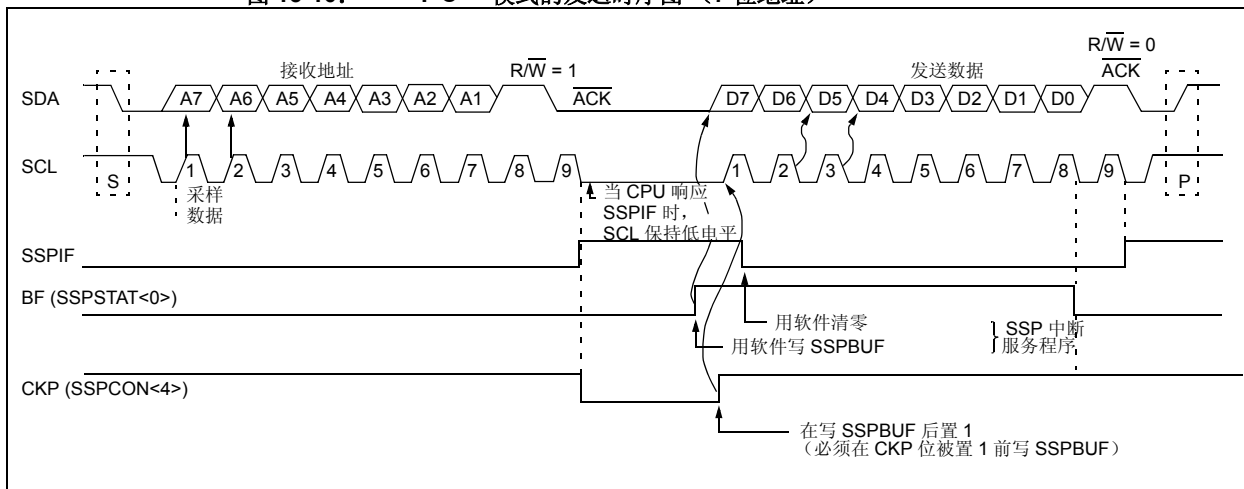 R/W = 1
R/W = 0
接收地址
发送数据
ACK
ACK
SDA
A7 A6 A5 A4 A3 A2 A1
D7 D6 D5 D4 D3 D2 D1 D0
SCL
S
1 2 3 4 5 6 7 8 9
1 2 3 4 5 6 7 8 9
P
采样
数据
当 CPU 响应
SSPIF 时，
SCL 保持低电平
SSPIF
BF (SSPSTAT<0>)
用软件清零
用软件写 SSPBUF
SSP 中断
服务程序
CKP (SSPCON<4>)
在写 SSPBUF 后置 1
（必须在 CKP 位被置 1 前写 SSPBUF）